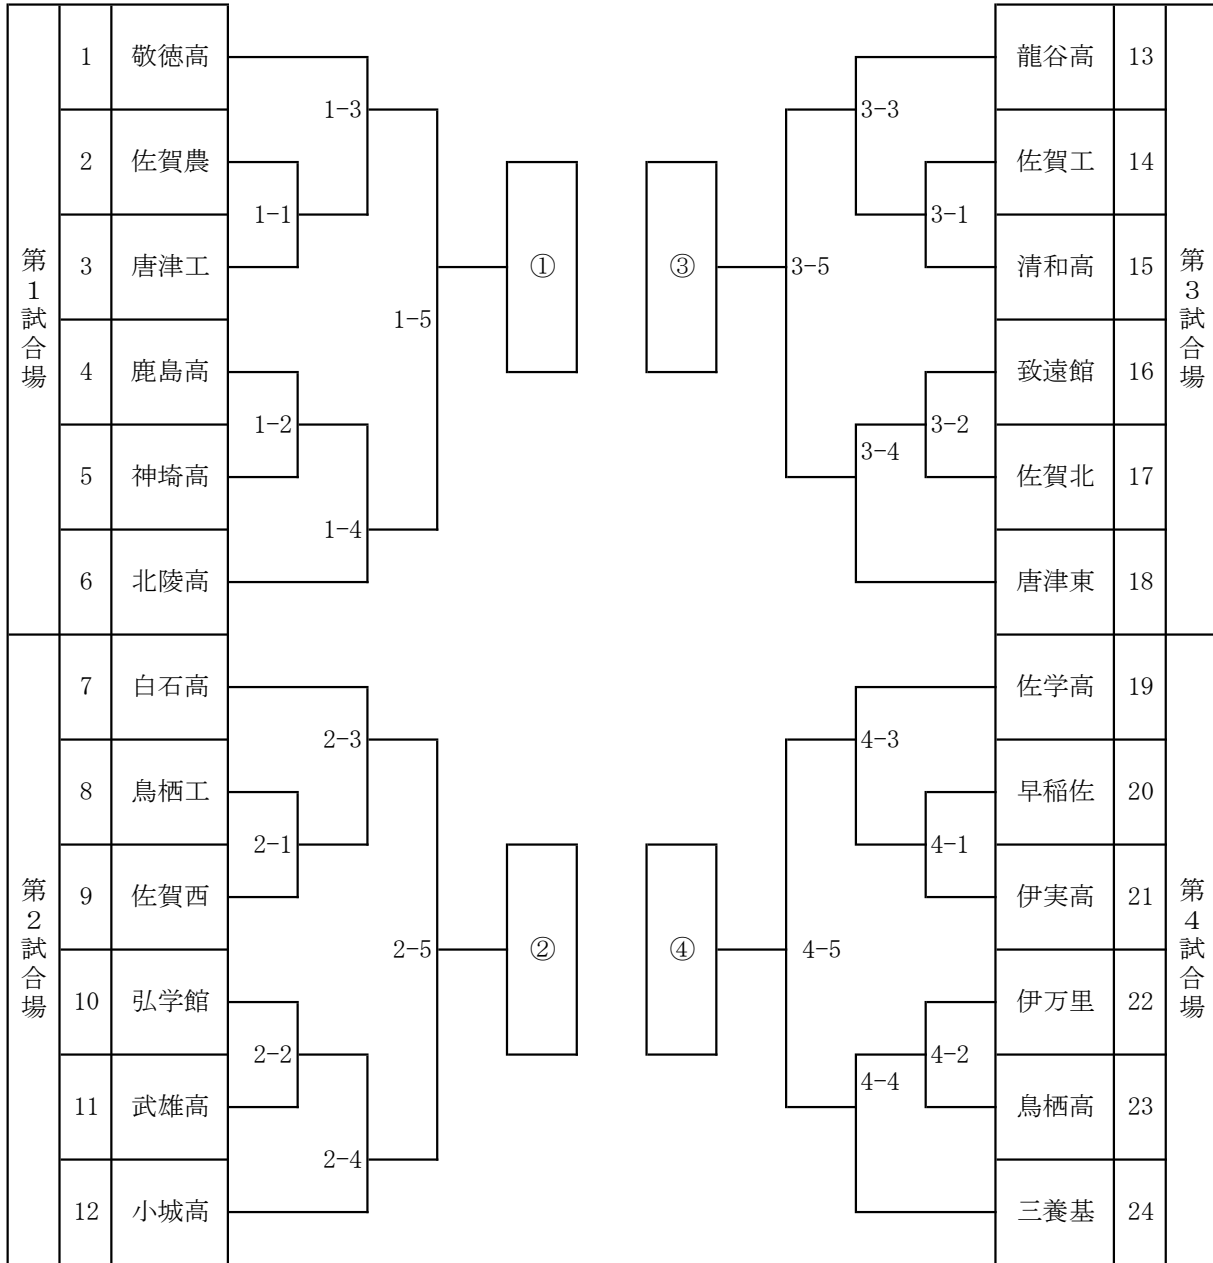 第1試合場
1 敬徳高
2 佐賀農
3 唐津工
4 鹿島高
5 神埼高
6 北陵高
1-3
1-1
1-5
1-2
1-4
①
第2試合場
7 白石高
8 鳥栖工
9 佐賀西
10 弘学館
11 武雄高
12 小城高
2-3
2-1
2-5
2-2
2-4
②
第3試合場
龍谷高 13
佐賀工 14
清和高 15
致遠館 16
佐賀北 17
唐津東 18
3-3
3-1
3-5
3-2
3-4
③
第4試合場
佐学高 19
早稲佐 20
伊実高 21
伊万里 22
鳥栖高 23
三養基 24
4-3
4-1
4-5
4-2
4-4
④